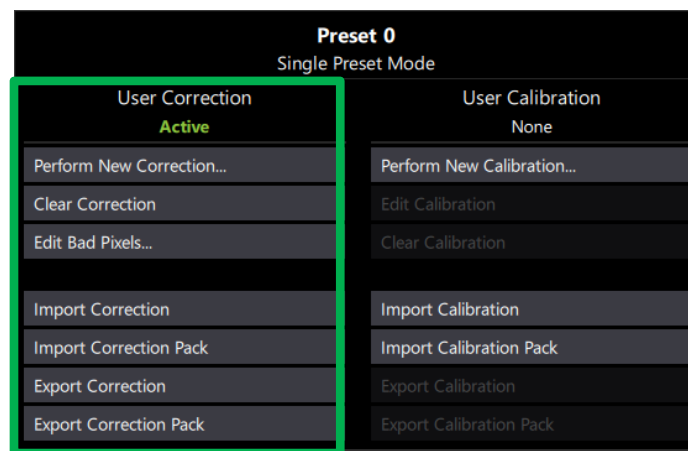 Preset 0
Single Preset Mode
User Correction
Active
Perform New Correction...
Clear Correction
Edit Bad Pixels...
Import Correction
Import Correction Pack
Export Correction
Export Correction Pack
User Calibration
None
Perform New Calibration...
Edit Calibration
Clear Calibration
Import Calibration
Import Calibration Pack
Export Calibration
Export Calibration Pack